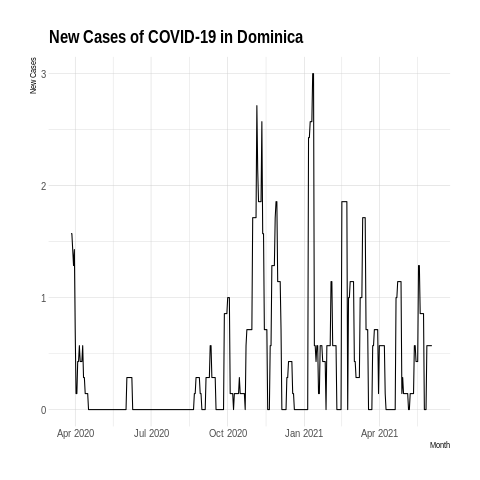 New Cases of COVID-19 in Dominica
New Cases
3
2
1
0
Apr 2020 Jul 2020 Oct 2020 Jan 2021 Apr 2021
Month